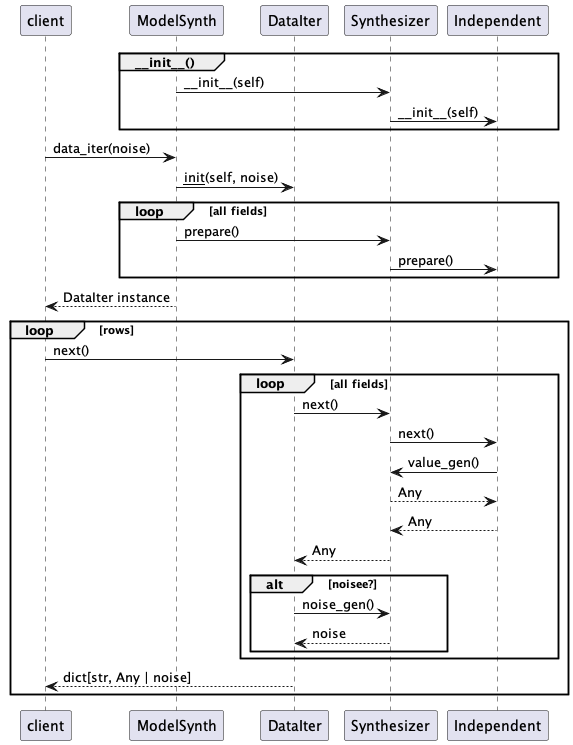 client ModelSynth DataIter Synthesizer Independent
__init__()
__init__(self)
__init__(self)
data_iter(noise)
init(self, noise)
loop [all fields]
prepare()
prepare()
DataIter instance
loop [rows]
next()
loop [all fields]
next()
next()
value_gen()
Any
Any
Any
alt [noisee?]
noise_gen()
noise
dict[str, Any | noise]
client ModelSynth DataIter Synthesizer Independent